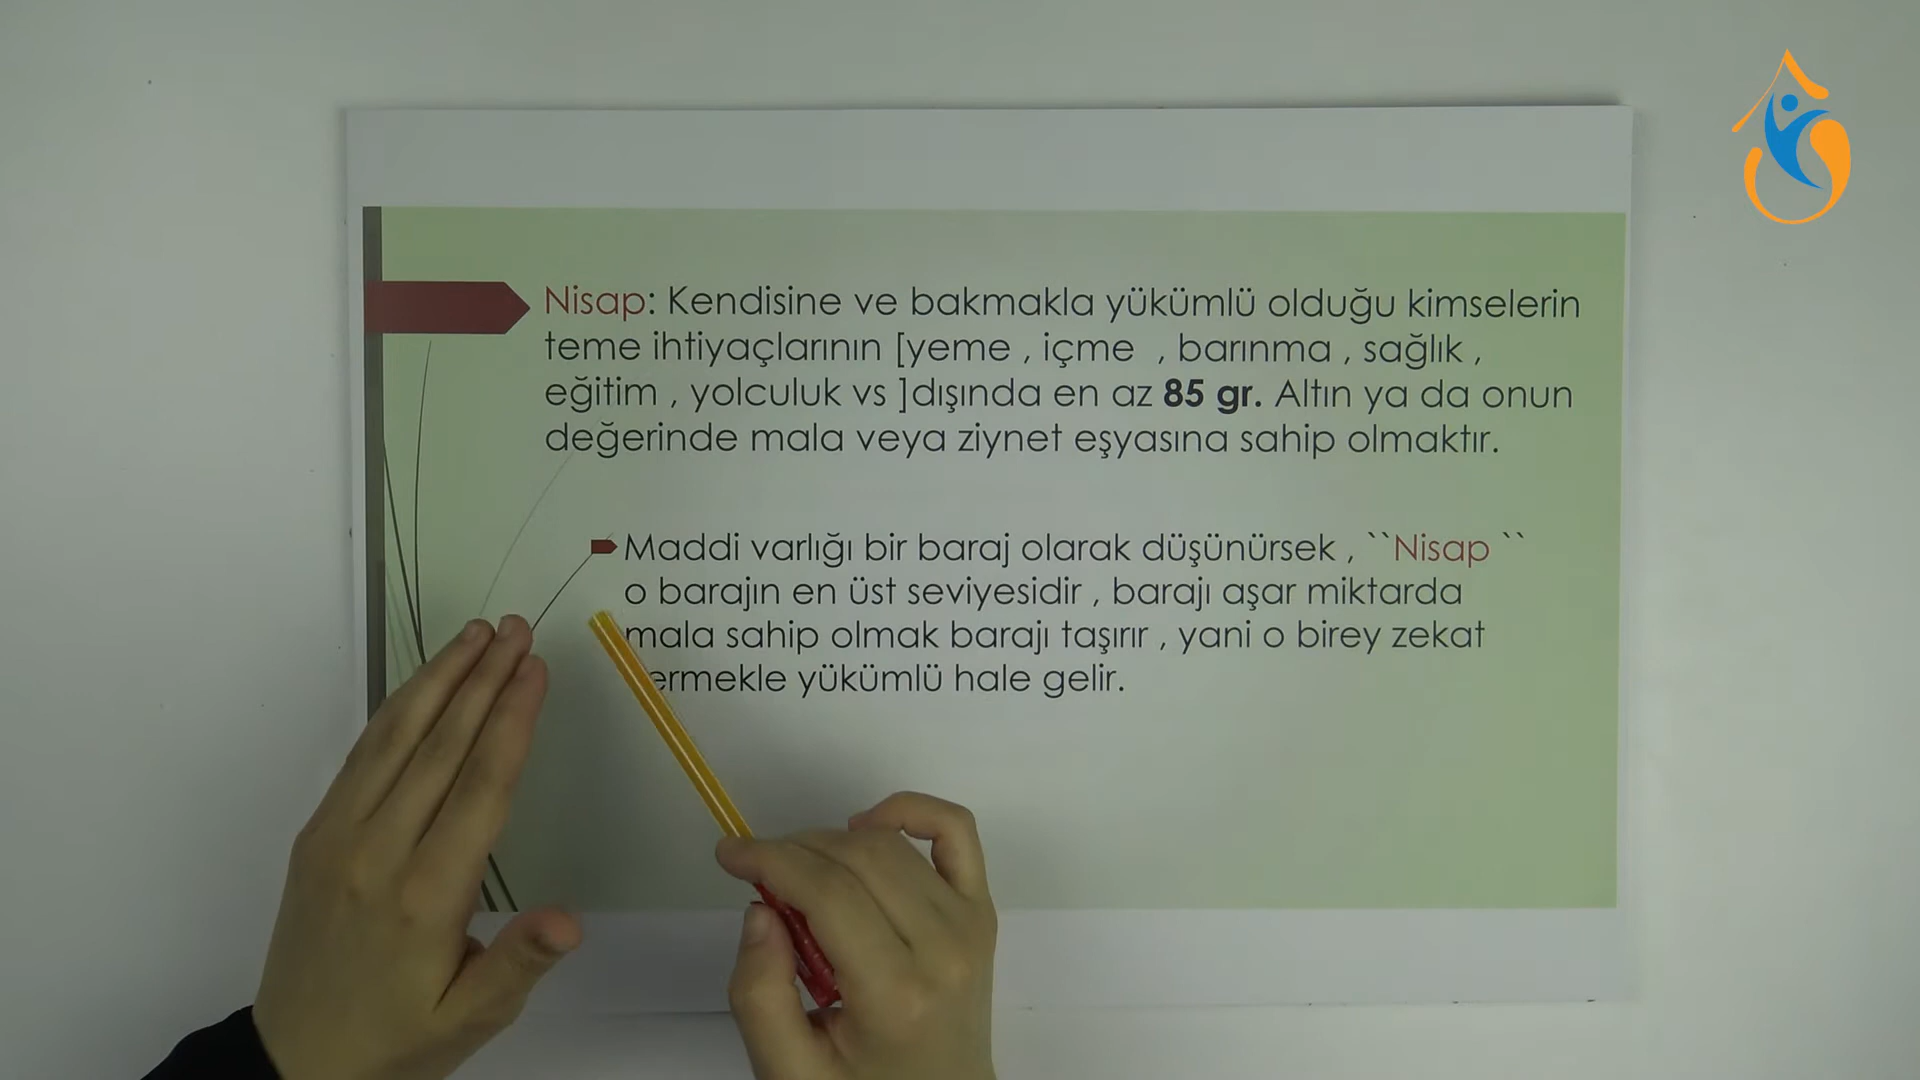 Nisap: Kendisine ve bakmakla yükümlü olduğu kimselerin
teme ihtiyaçlarının [yeme , içme , barınma , sağlık ,
eğitim , yolculuk vs ]dışında en az 85 gr. Altın ya da onun
değerinde mala veya ziynet eşyasına sahip olmaktır.
Maddi varlığı bir baraj olarak düşünürsek , ``Nisap ``
o barajın en üst seviyesidir , barajı aşar miktarda
mala sahip olmak barajı taşırır , yani o birey zekat
yükümlü hale gelir.